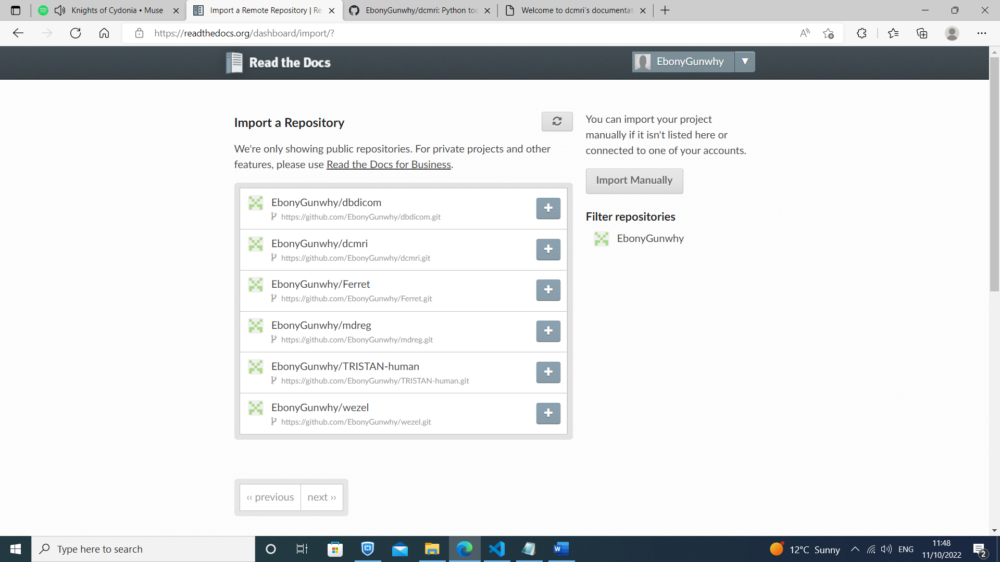 Knights of Cydonia • Muse
Import a Remote Repository | Re
EbonyGunwhy/dcmri: Python too
Welcome to dcmri's documentat
https://readthedocs.org/dashboard/import/?
Read the Docs
EbonyGunwhy
Import a Repository
We're only showing public repositories. For private projects and other
features, please use Read the Docs for Business.
EbonyGunwhy/dbdicom
https://github.com/EbonyGunwhy/dbdicom.git
EbonyGunwhy/dcmri
https://github.com/EbonyGunwhy/dcmri.git
EbonyGunwhy/Ferret
https://github.com/EbonyGunwhy/Ferret.git
EbonyGunwhy/mdreg
https://github.com/EbonyGunwhy/mdreg.git
EbonyGunwhy/TRISTAN-human
https://github.com/EbonyGunwhy/TRISTAN-human.git
EbonyGunwhy/wezel
https://github.com/EbonyGunwhy/wezel.git
‹‹ previous
next ››
You can import your project
manually if it isn't listed here or
connected to one of your accounts.
Import Manually
Filter repositories
EbonyGunwhy
Type here to search
12°C Sunny
ENG
11:48
11/10/2022
2